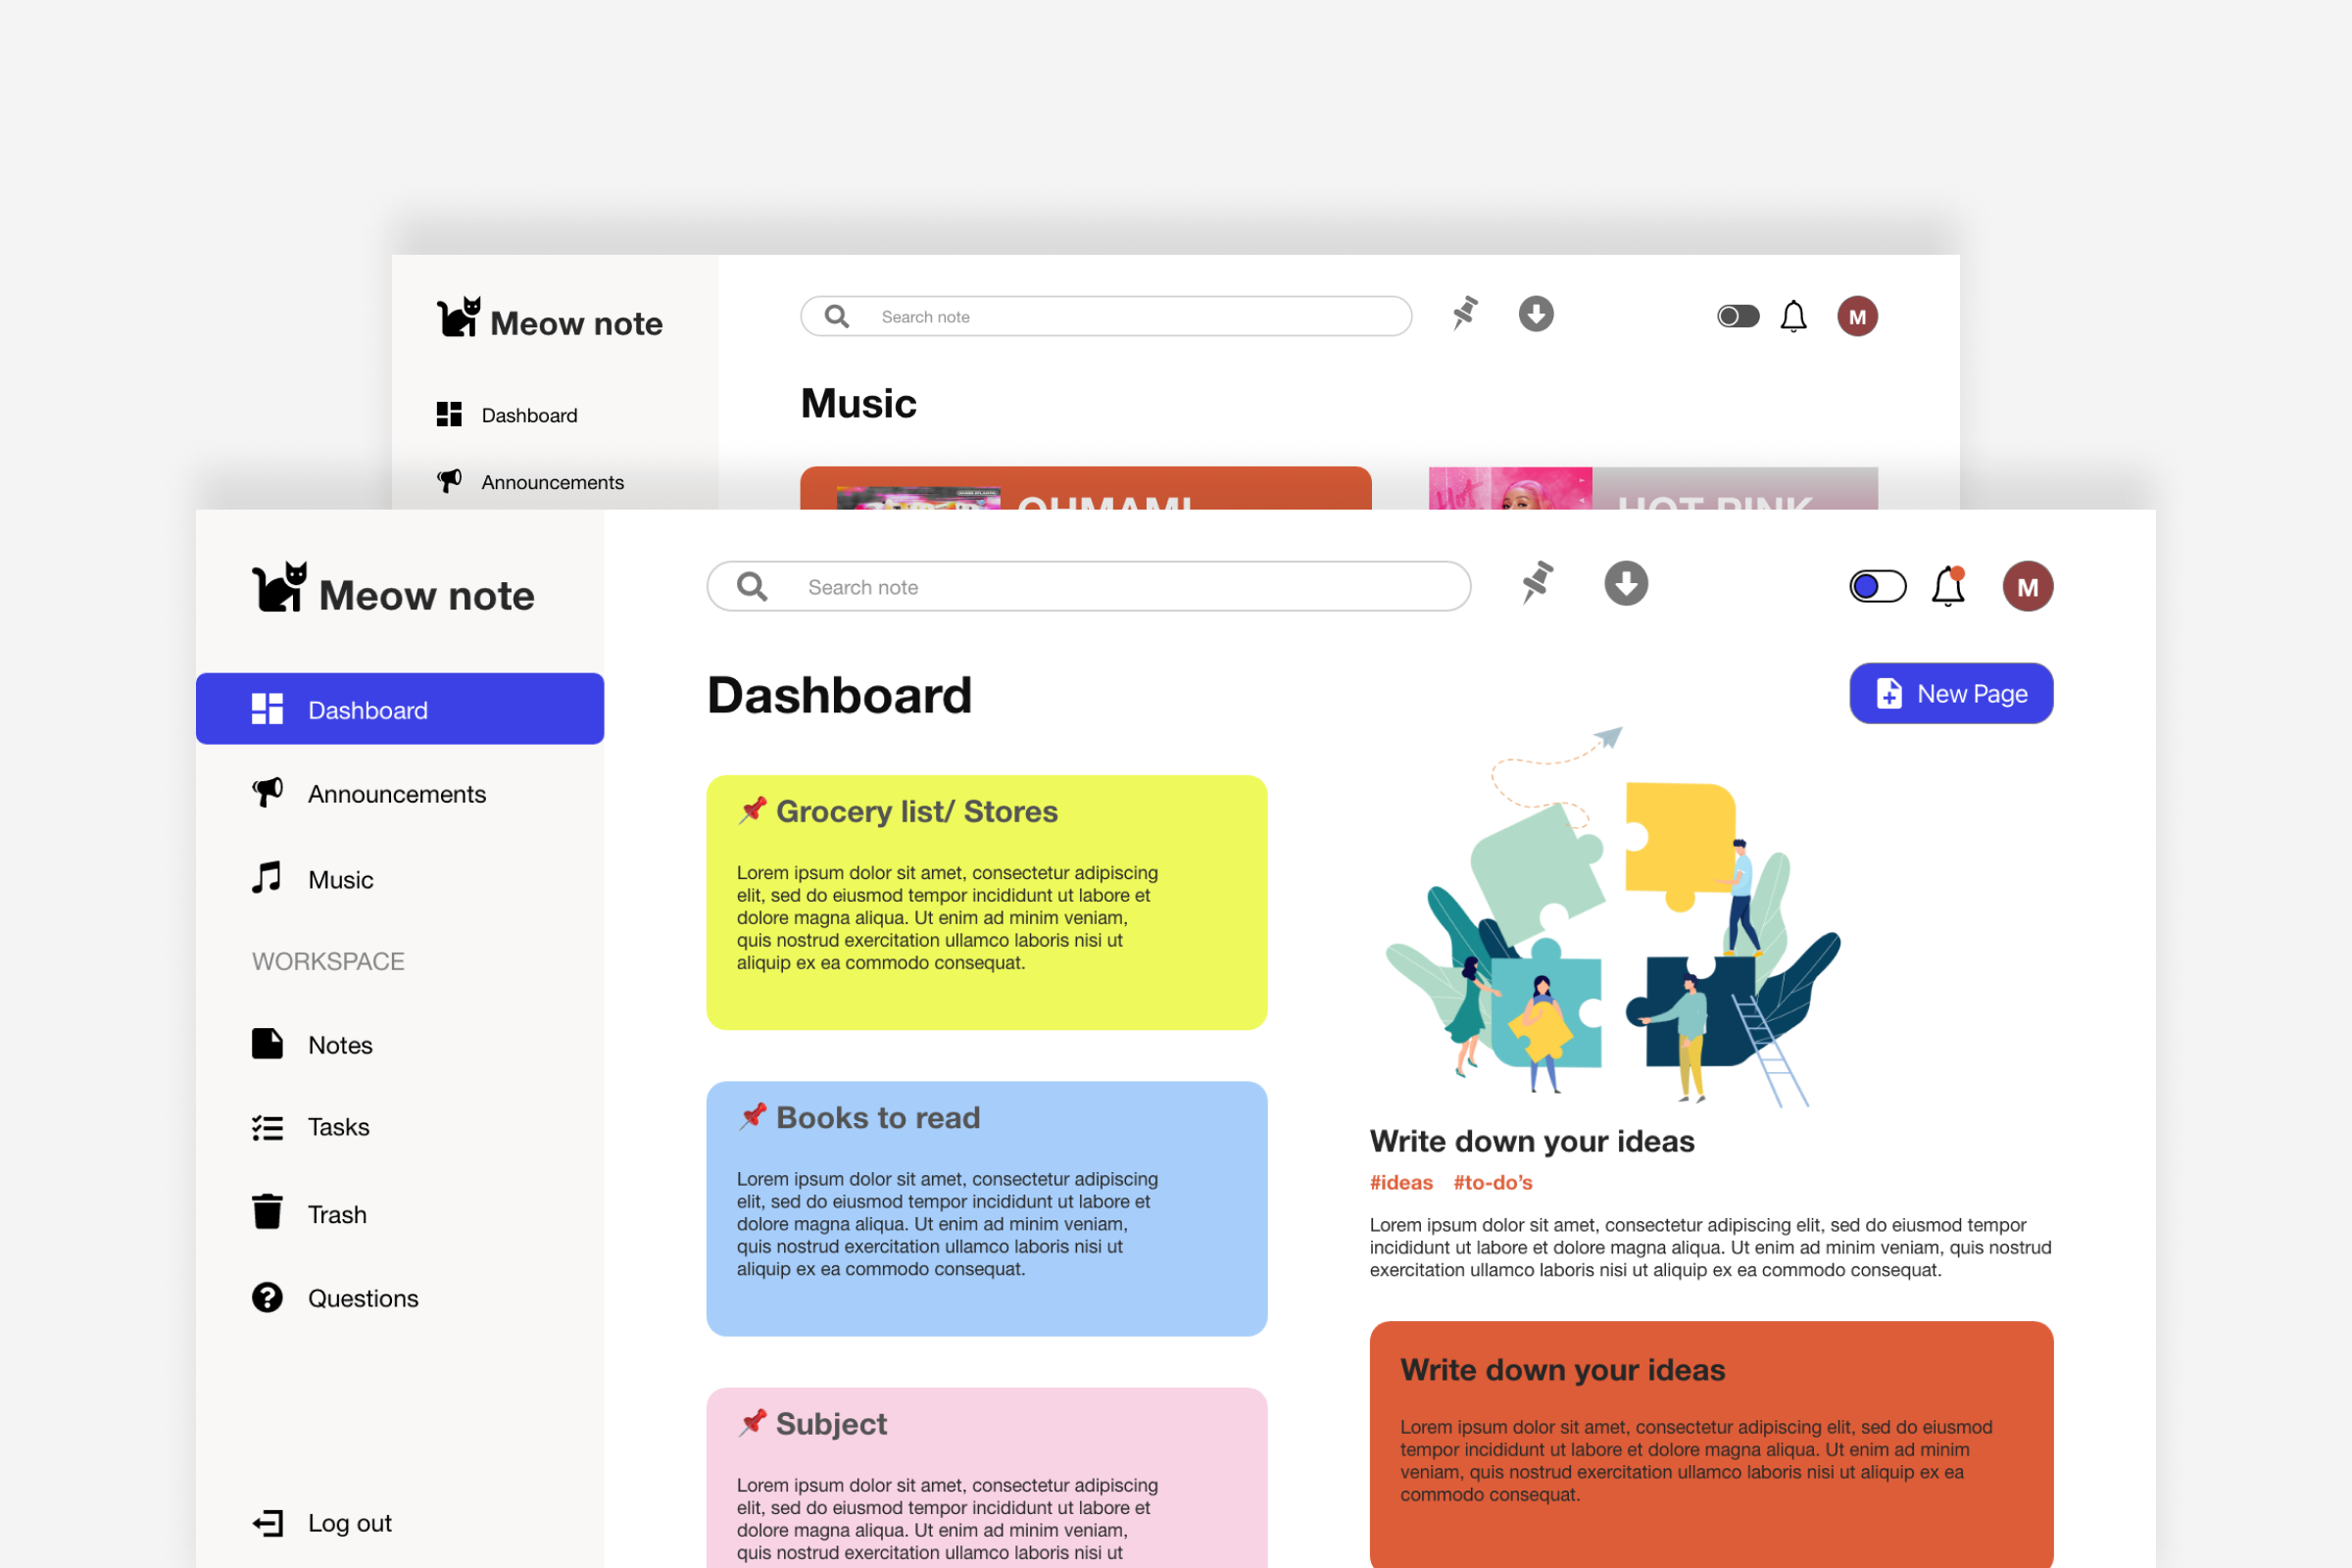 Meow note
Search note
M
Dashboard
Music
Announcements
OHMAMI
HOT PINK
Meow note
Search note
M
Dashboard
Announcements
Music
WORKSPACE
Notes
Tasks
Trash
Questions
Log out
Dashboard
New Page
Grocery list/ Stores
Lorem ipsum dolor sit amet, consectetur adipiscing
elit, sed do eiusmod tempor incididunt ut labore et
dolore magna aliqua. Ut enim ad minim veniam,
quis nostrud exercitation ullamco laboris nisi ut
aliquip ex ea commodo consequat.
Books to read
Lorem ipsum dolor sit amet, consectetur adipiscing
elit, sed do eiusmod tempor incididunt ut labore et
dolore magna aliqua. Ut enim ad minim veniam,
quis nostrud exercitation ullamco laboris nisi ut
aliquip ex ea commodo consequat.
Subject
Lorem ipsum dolor sit amet, consectetur adipiscing
elit, sed do eiusmod tempor incididunt ut labore et
dolore magna aliqua. Ut enim ad minim veniam,
quis nostrud exercitation ullamco laboris nisi ut
Write down your ideas
#ideas #to-do’s
Lorem ipsum dolor sit amet, consectetur adipiscing elit, sed do eiusmod tempor
incididunt ut labore et dolore magna aliqua. Ut enim ad minim veniam, quis nostrud
exercitation ullamco laboris nisi ut aliquip ex ea commodo consequat.
Write down your ideas
Lorem ipsum dolor sit amet, consectetur adipiscing elit, sed do eiusmod
tempor incididunt ut labore et dolore magna aliqua. Ut enim ad minim
veniam, quis nostrud exercitation ullamco laboris nisi ut aliquip ex ea
commodo consequat.